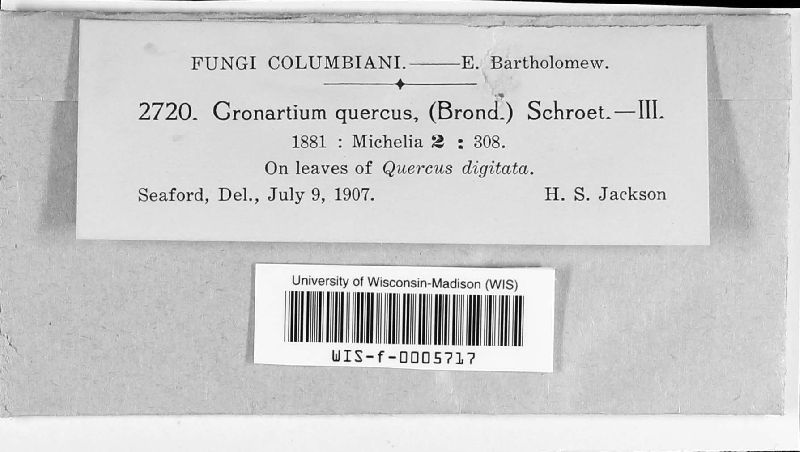 FUNGI COLUMBIANI.——E. Bartholomew.
2720. Cronartium quercus, (Brond.) Schroet.—III.
1881 : Michelia 2 : 308.
On leaves of Quercus digitata.
Seaford, Del., July 9, 1907. H. S. Jackson
University of Wisconsin-Madison (WIS)
WIS-f-0005717